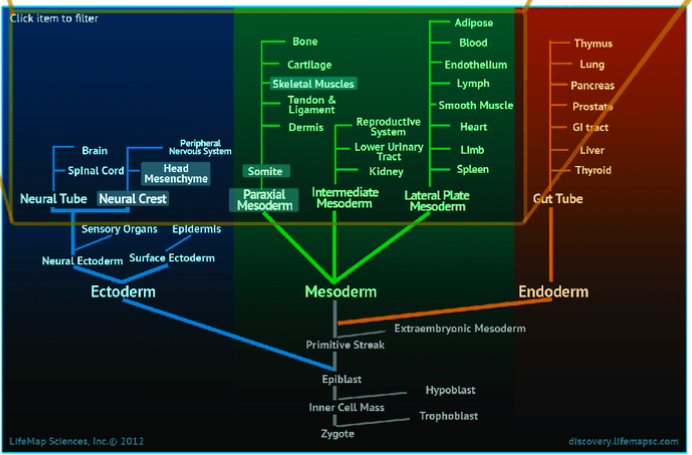 Click item to filter
Adipose
Bone
Blood
Thymus
Cartilage
Endothelium
Lung
Skeletal Muscles
Lymph
Pancreas
Tendon &
Ligament
Smooth Muscle
Prostate
Dermis
Reproductive
System
Heart
GI tract
Brain
Peripheral
Nervous System
Lower Urinary
Tract
Limb
Liver
Spinal Cord
Head
Mesenchyme
Somite
Kidney
Spleen
Thyroid
Neural Tube
Neural Crest
Paraxial
Mesoderm
Intermediate
Mesoderm
Lateral Plate
Mesoderm
Gut Tube
Sensory Organs
Epidermis
Neural Ectoderm
Surface Ectoderm
Ectoderm
Mesoderm
Endoderm
Extraembryonic Mesoderm
Primitive Streak
Epiblast
Hypoblast
Inner Cell Mass
Trophoblast
Zygote
LifeMap Sciences, Inc.© 2012
discovery.lifemapsc.com